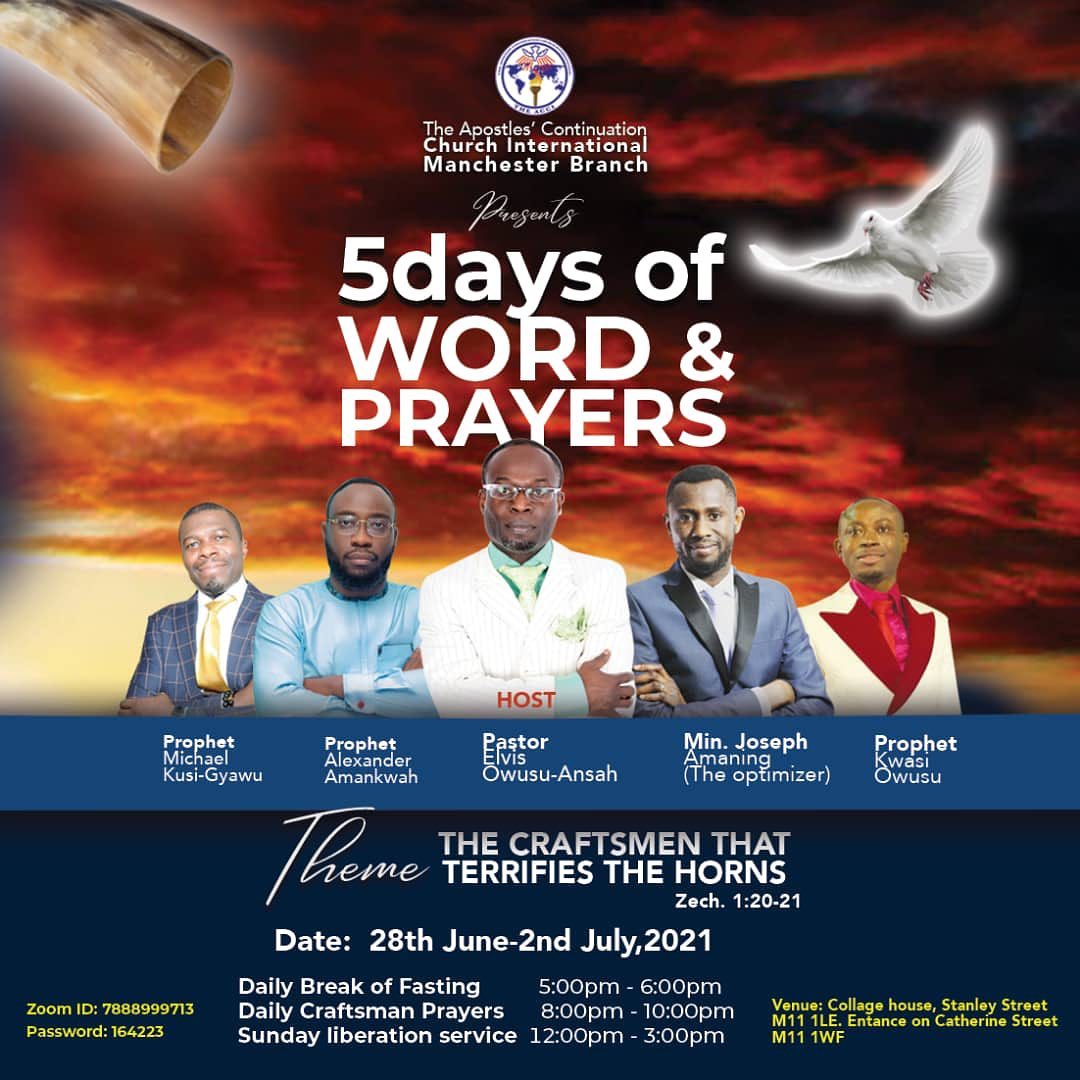 THE ACCI
The Apostles' Continuation
Church International
Manchester Branch
Presents
5days of
WORD &
PRAYERS
HOST
Prophet
Michael
Kusi-Gyawu
Prophet
Alexander
Amankwah
Pastor
Elvis
Owusu-Ansah
Min. Joseph
Amaning
(The optimizer)
Prophet
Kwasi
Owusu
Theme
THE CRAFTSMEN THAT
TERRIFIES THE HORNS
Zech. 1:20-21
Date: 28th June-2nd July,2021
Daily Break of Fasting 5:00pm - 6:00pm
Daily Craftsman Prayers 8:00pm - 10:00pm
Sunday liberation service 12:00pm - 3:00pm
Zoom ID: 7888999713
Password: 164223
Venue: Collage house, Stanley Street
M11 1LE. Entance on Catherine Street
M11 1WF